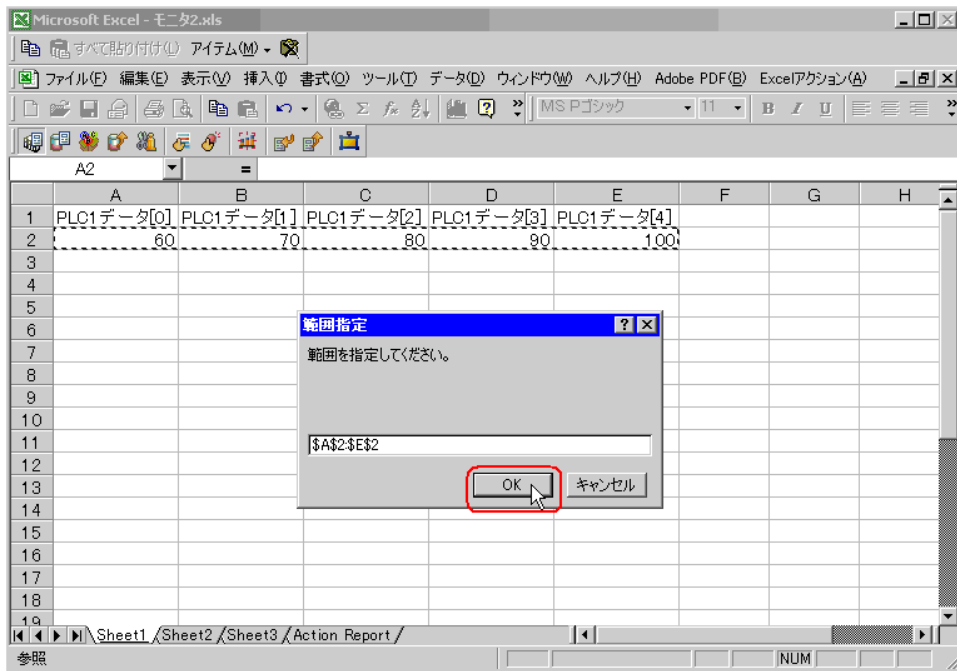 Microsoft Excel - モニタ2.xls
すべて貼り付け(L) アイテム(M)
ファイル(F) 編集(E) 表示(V) 挿入(I) 書式(O) ツール(T) データ(D) ウィンドウ(W) ヘルプ(H) Adobe PDF(B) Excelアクション(A)
MS Pゴシック 11 B I U
A2 =
A B C D E F G H
1 PLC1データ[0] PLC1データ[1] PLC1データ[2] PLC1データ[3] PLC1データ[4]
2 60 70 80 90 100
3
4
5
6
7
8
9
10
11
12
13
14
15
16
17
18
19
範囲指定
範囲を指定してください。
$A$2:$E$2
OK キャンセル
Sheet1 Sheet2 Sheet3 Action Report
参照 NUM